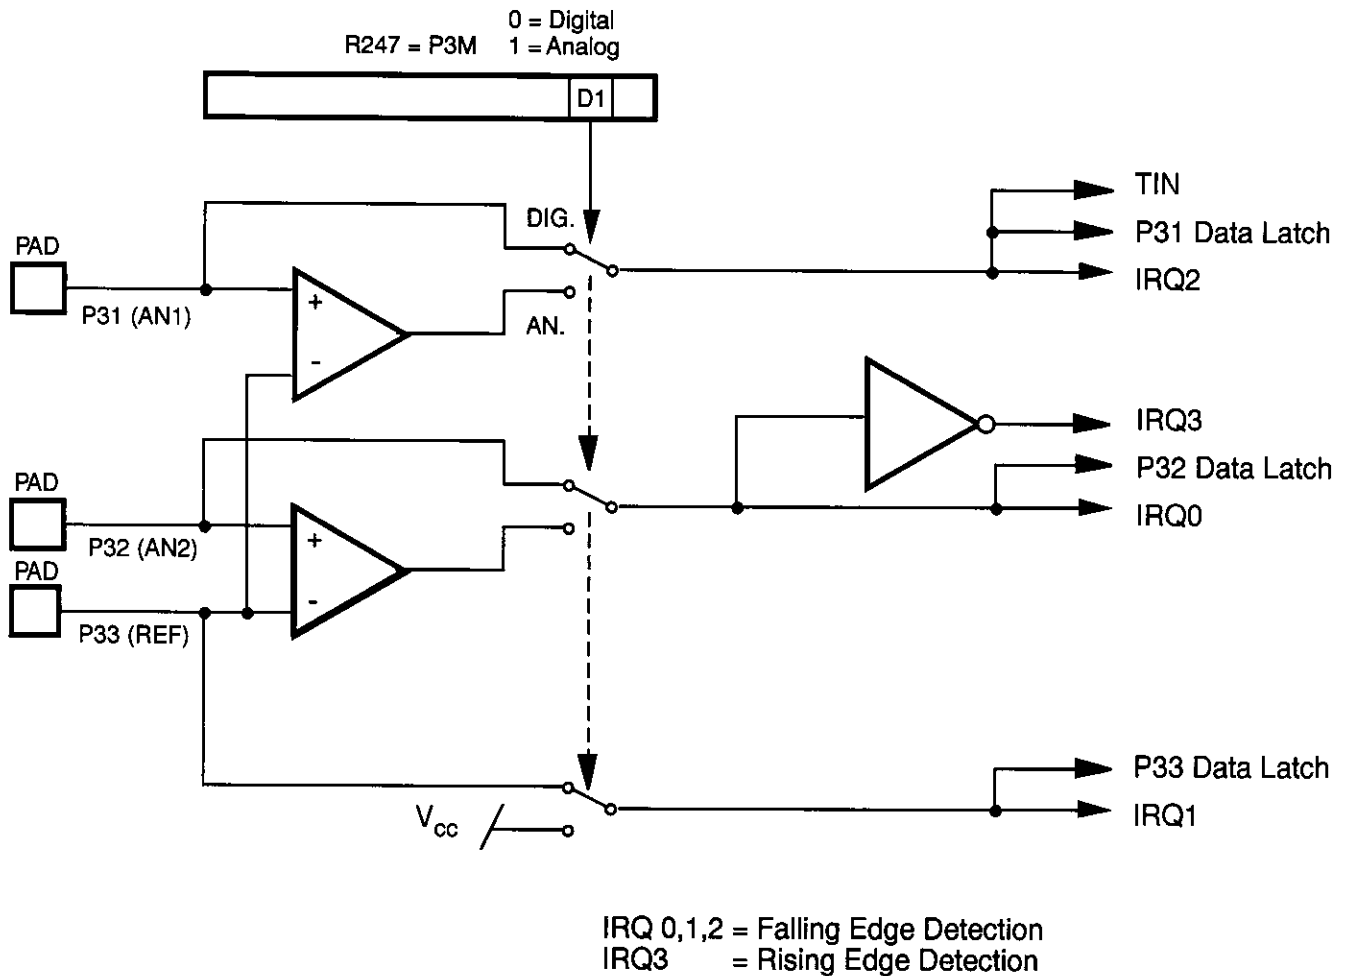 0 = Digital
R247 = P3M 1 = Analog
D1
TIN
DIG.
P31 Data Latch
PAD
IRQ2
P31 (AN1)
+
AN.
-
IRQ3
P32 Data Latch
PAD
IRQ0
P32 (AN2)
+
PAD
-
P33 (REF)
P33 Data Latch
VCC
IRQ1
IRQ 0,1,2 = Falling Edge Detection
IRQ3 = Rising Edge Detection